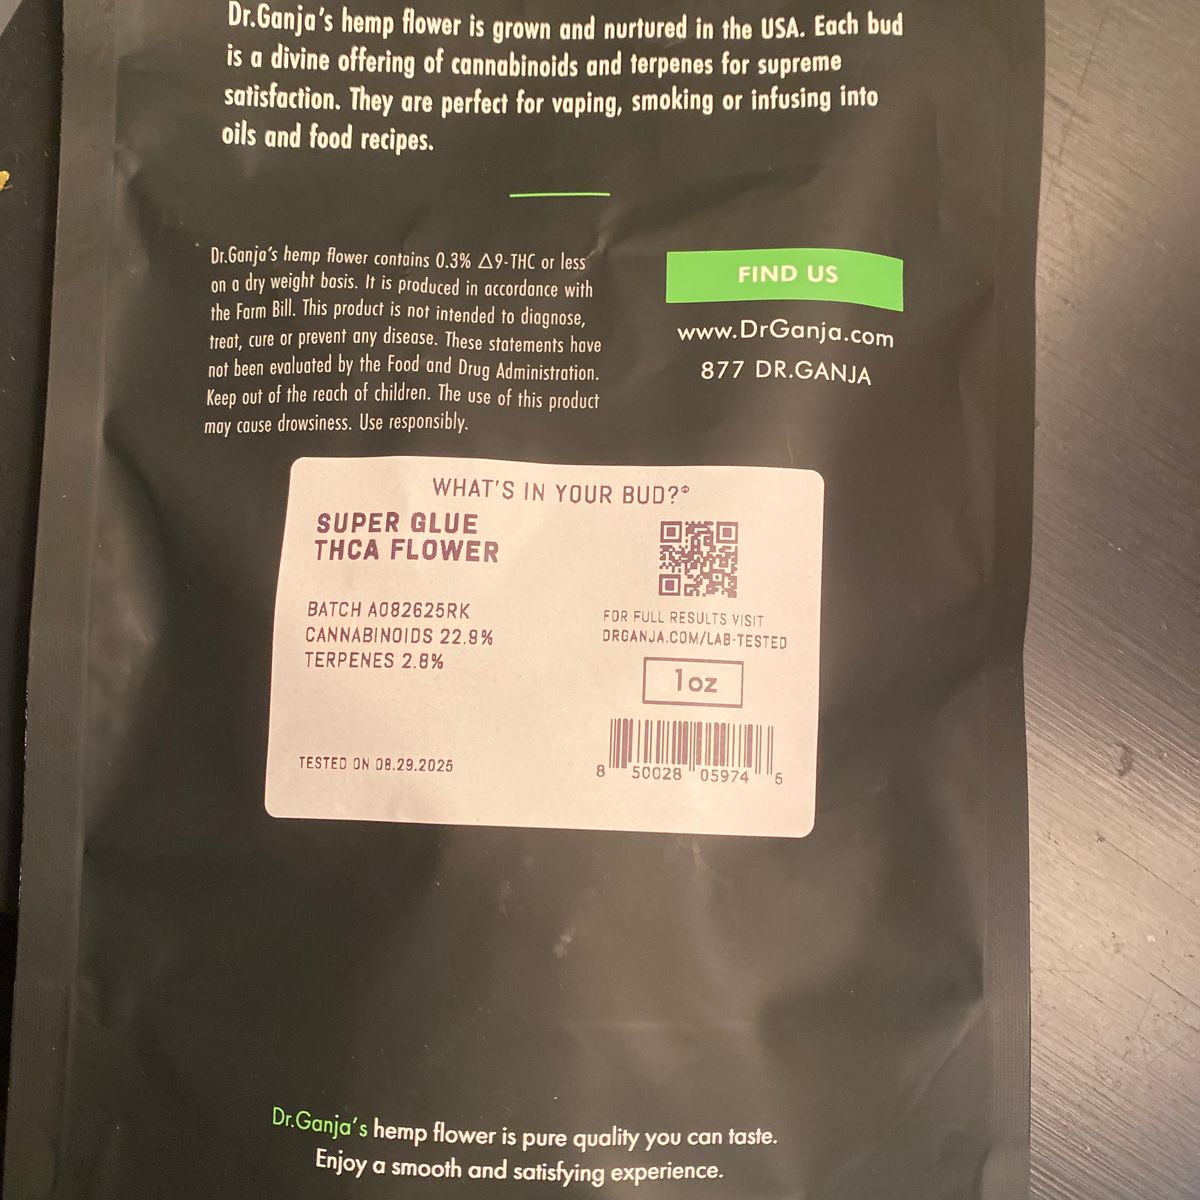 Dr.Ganja's hemp flower is grown and nurtured in the USA. Each bud
is a divine offering of cannabinoids and terpenes for supreme
satisfaction. They are perfect for vaping, smoking or infusing into
oils and food recipes.
Dr.Ganja's hemp flower contains 0.3% Δ9-THC or less
on a dry weight basis. It is produced in accordance with
the Farm Bill. This product is not intended to diagnose,
treat, cure or prevent any disease. These statements have
not been evaluated by the Food and Drug Administration.
Keep out of the reach of children. The use of this product
may cause drowsiness. Use responsibly.
FIND US
www.DrGanja.com
877 DR.GANJA
WHAT'S IN YOUR BUD?®
SUPER GLUE
THCA FLOWER
BATCH A082625RK
CANNABINOIDS 22.9%
TERPENES 2.8%
TESTED ON 08.29.2025
FOR FULL RESULTS VISIT
DRGANJA.COM/LAB-TESTED
1oz
8 50028 05974 6
Dr.Ganja's hemp flower is pure quality you can taste.
Enjoy a smooth and satisfying experience.